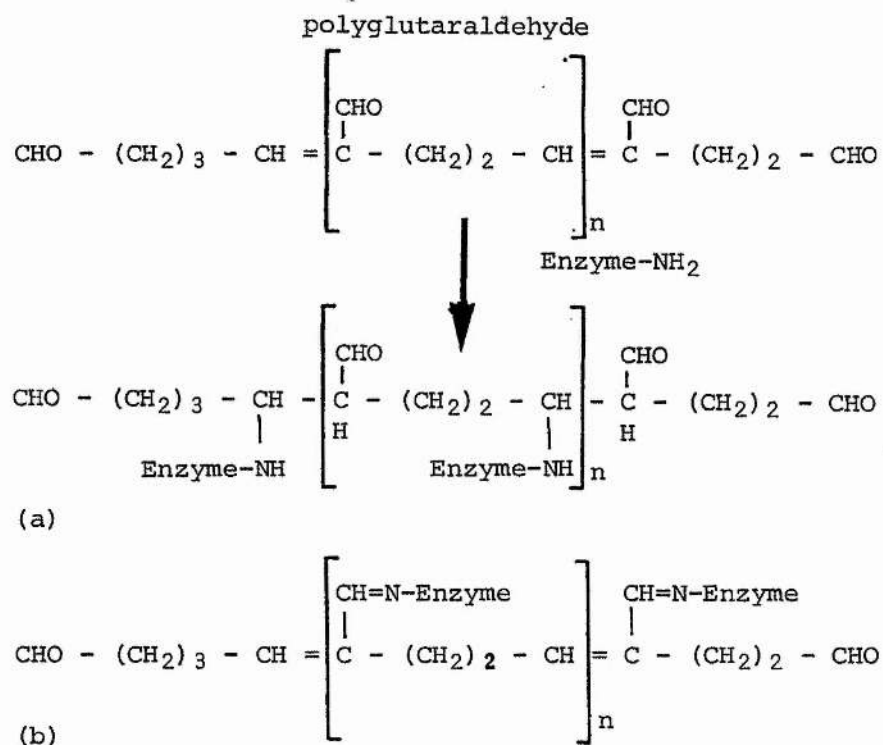 polyglutaraldehyde
CHO CHO
CHO - (CH2)3 - CH = C - (CH2)2 - CH = C - (CH2)2 - CHO
n
Enzyme-NH2
CHO CHO
CHO - (CH2)3 - CH - C - (CH2)2 - CH - C - (CH2)2 - CHO
H H
Enzyme-NH Enzyme-NH n
(a)
CH=N-Enzyme CH=N-Enzyme
CHO - (CH2)3 - CH = C - (CH2)2 - CH = C - (CH2)2 - CHO
n
(b)